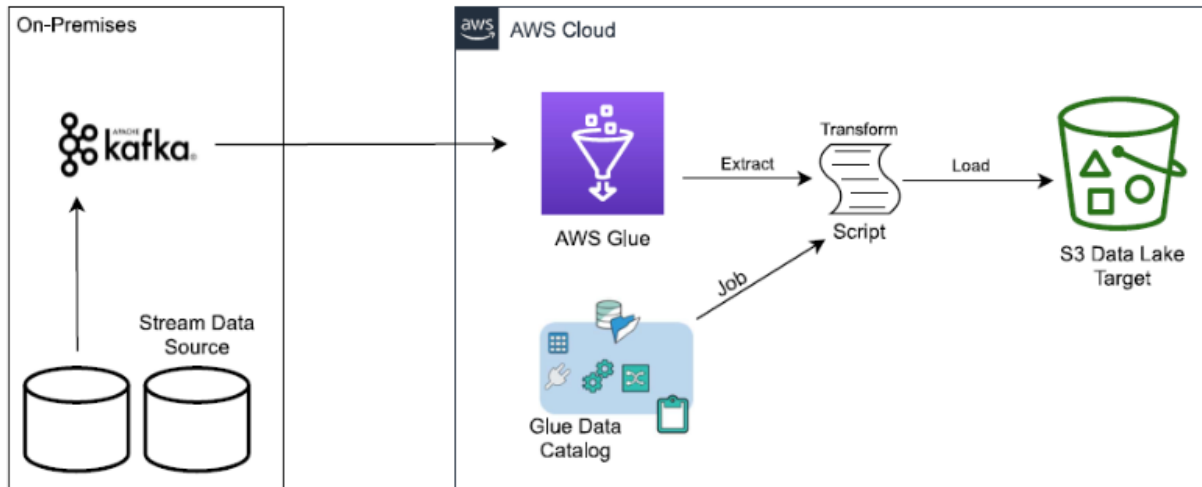 On-Premises
APACHE
kafka®
Stream Data
Source
aws
AWS Cloud
AWS Glue
Extract
Transform
Script
Load
S3 Data Lake
Target
Job
Glue Data
Catalog